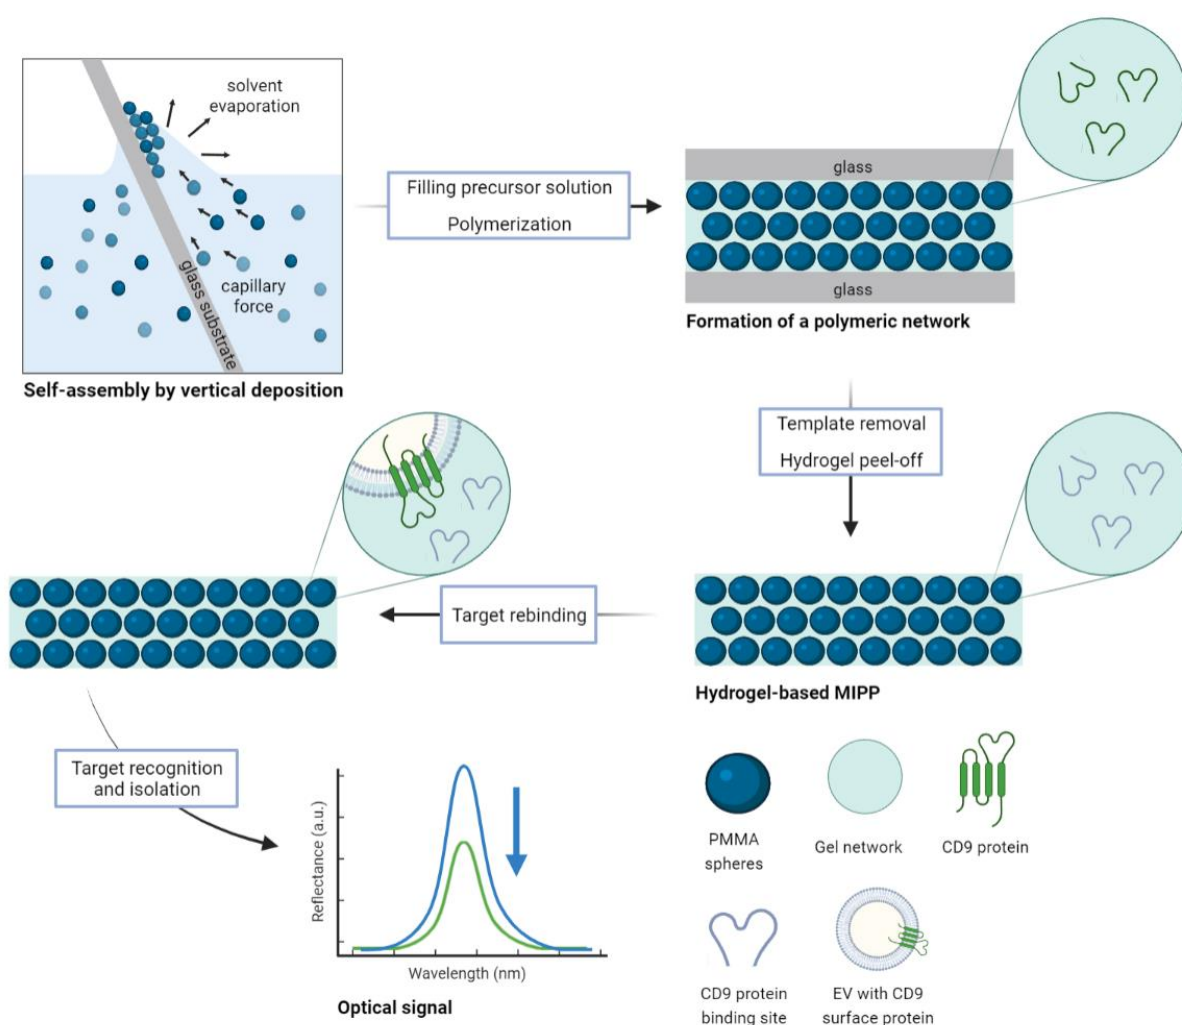 solvent
evaporation
capillary
force
glass substrate
Self-assembly by vertical deposition
Filling precursor solution
Polymerization
glass
glass
Formation of a polymeric network
Template removal
Hydrogel peel-off
Target rebinding
Hydrogel-based MIPP
Target recognition
and isolation
Reflectance (a.u.)
Wavelength (nm)
Optical signal
PMMA
spheres
Gel network
CD9 protein
CD9 protein
binding site
EV with CD9
surface protein